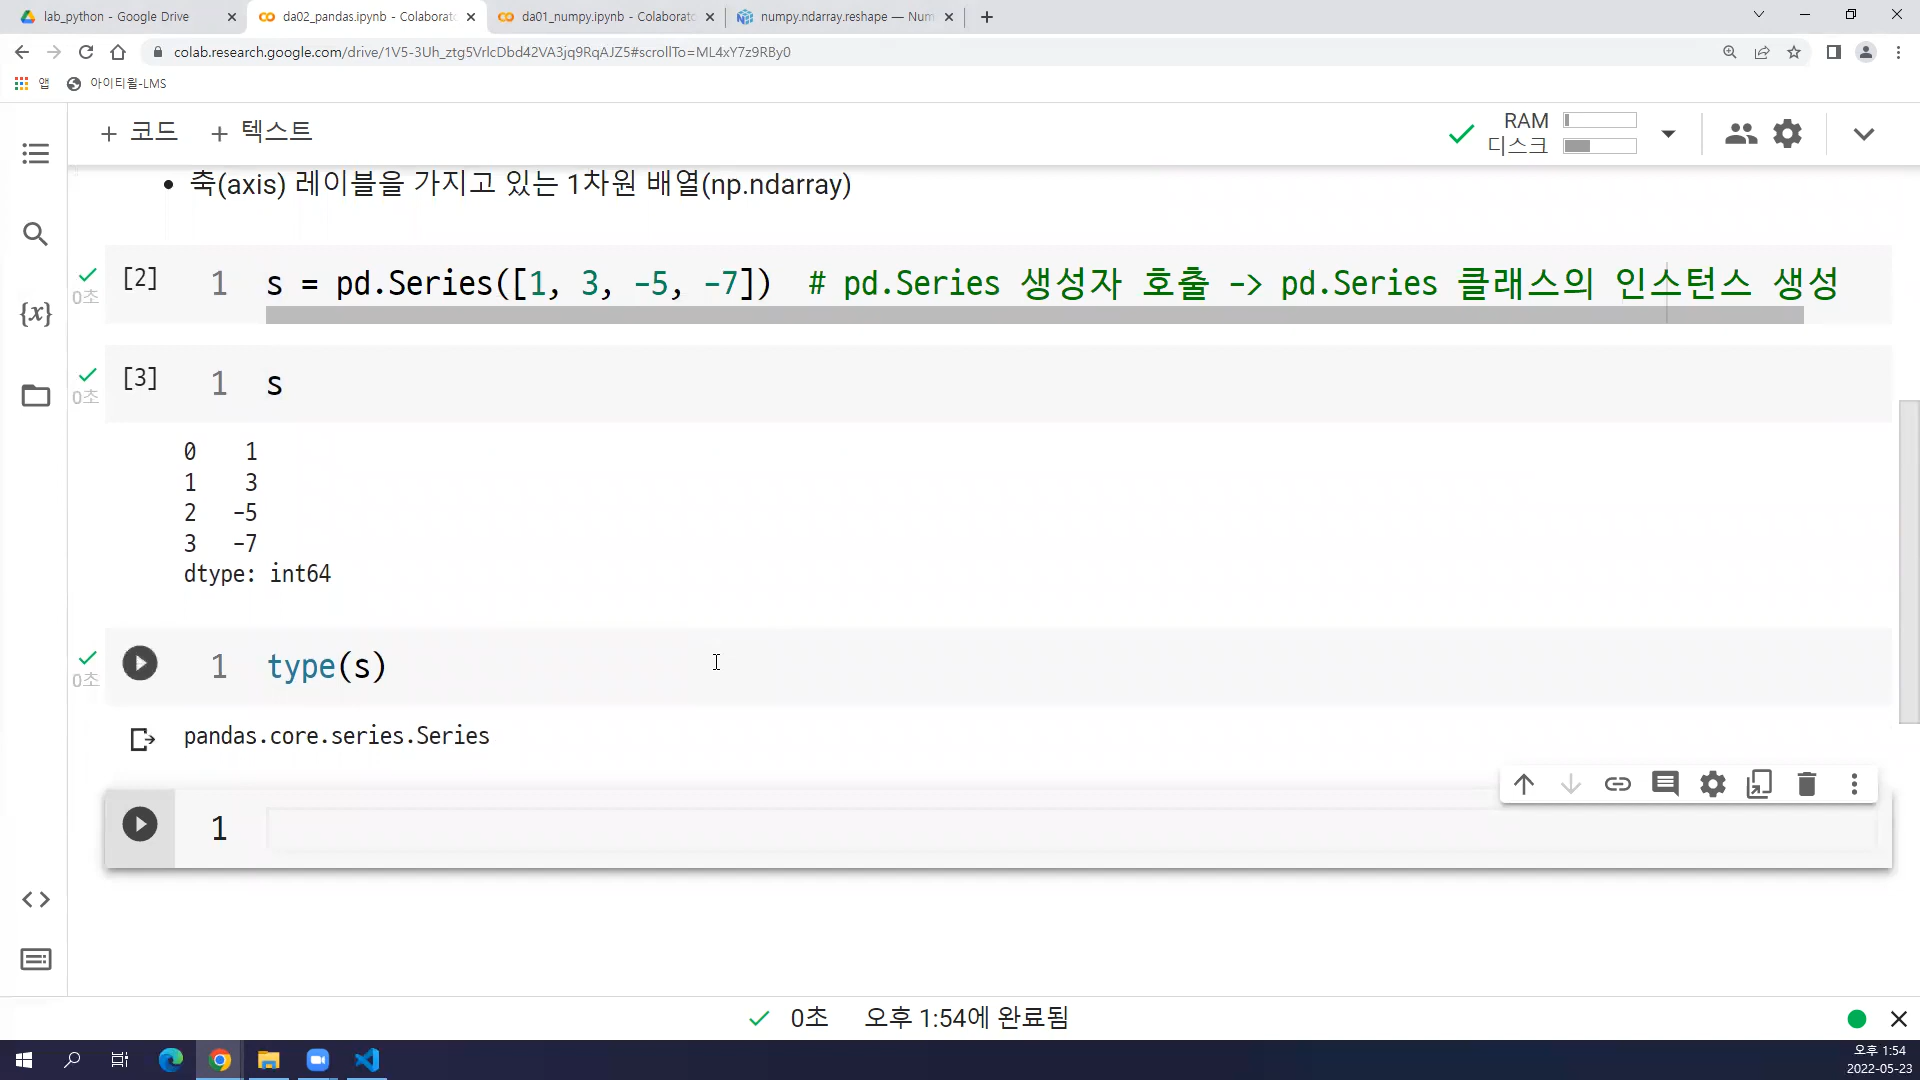 lab_python - Google Drive
da02_pandas.ipynb - Colaborato
da01_numpy.ipynb - Colaborato
numpy.ndarray.reshape — Num
colab.research.google.com/drive/1V5-3Uh_ztg5VrlcDbd42VA3jq9RqAJZ5#scrollTo=ML4xY7z9RBy0
앱
아이티윌-LMS
+ 코드
+ 텍스트
RAM
디스크
• 축(axis) 레이블을 가지고 있는 1차원 배열(np.ndarray)
{x}
[2] 1 s = pd.Series([1, 3, -5, -7]) # pd.Series 생성자 호출 -> pd.Series 클래스의 인스턴스 생성
0초
[3] 1 s
0초
0 1
1 3
2 -5
3 -7
dtype: int64
1 type(s)
0초
pandas.core.series.Series
1
0초 오후 1:54에 완료됨
오후 1:54
2022-05-23